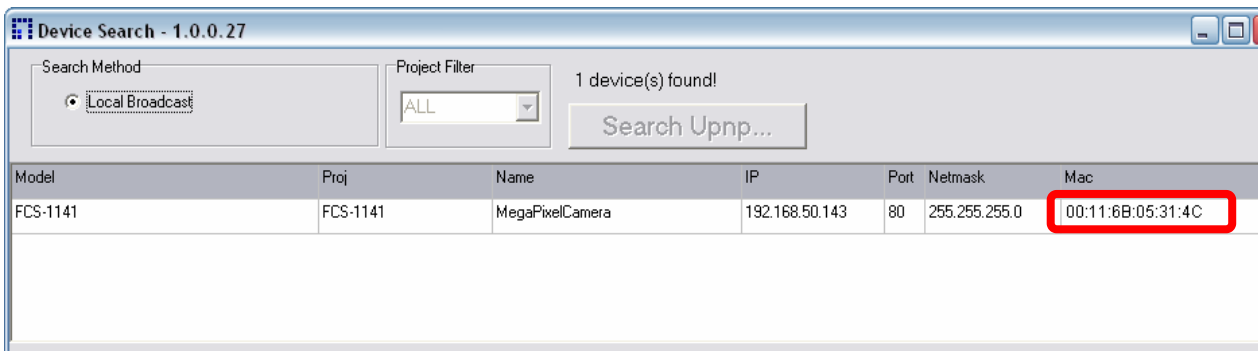 Device Search - 1.0.0.27
Search Method
Local Broadcast
Project Filter
ALL
1 device(s) found!
Search Upnp...
Model Proj Name IP Port Netmask Mac
FCS-1141 FCS-1141 MegaPixelCamera 192.168.50.143 80 255.255.255.0 00:11:6B:05:31:4C